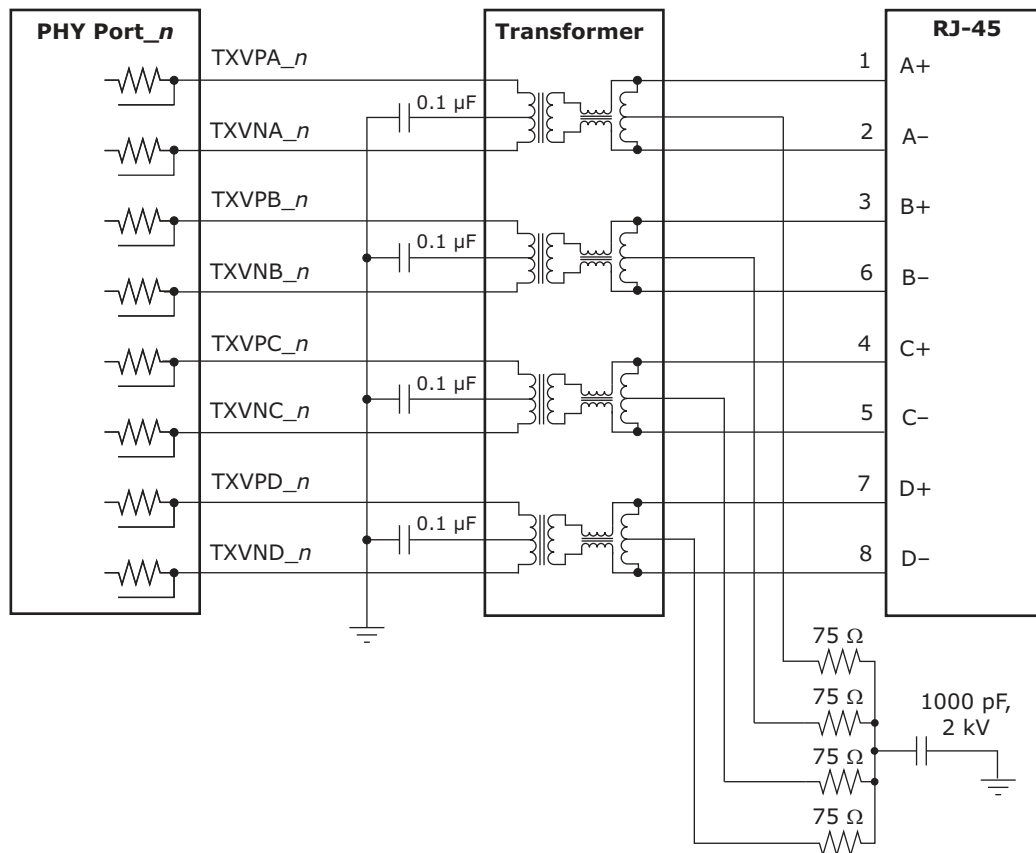 PHY Port_n
Transformer
RJ-45
TXVPA_n
1
A+
0.1 µF
TXVNA_n
2
A–
TXVPB_n
3
B+
0.1 µF
TXVNB_n
6
B–
TXVPC_n
4
C+
0.1 µF
TXVNC_n
5
C–
TXVPD_n
7
D+
0.1 µF
TXVND_n
8
D–
75 Ω
75 Ω
1000 pF,
2 kV
75 Ω
75 Ω